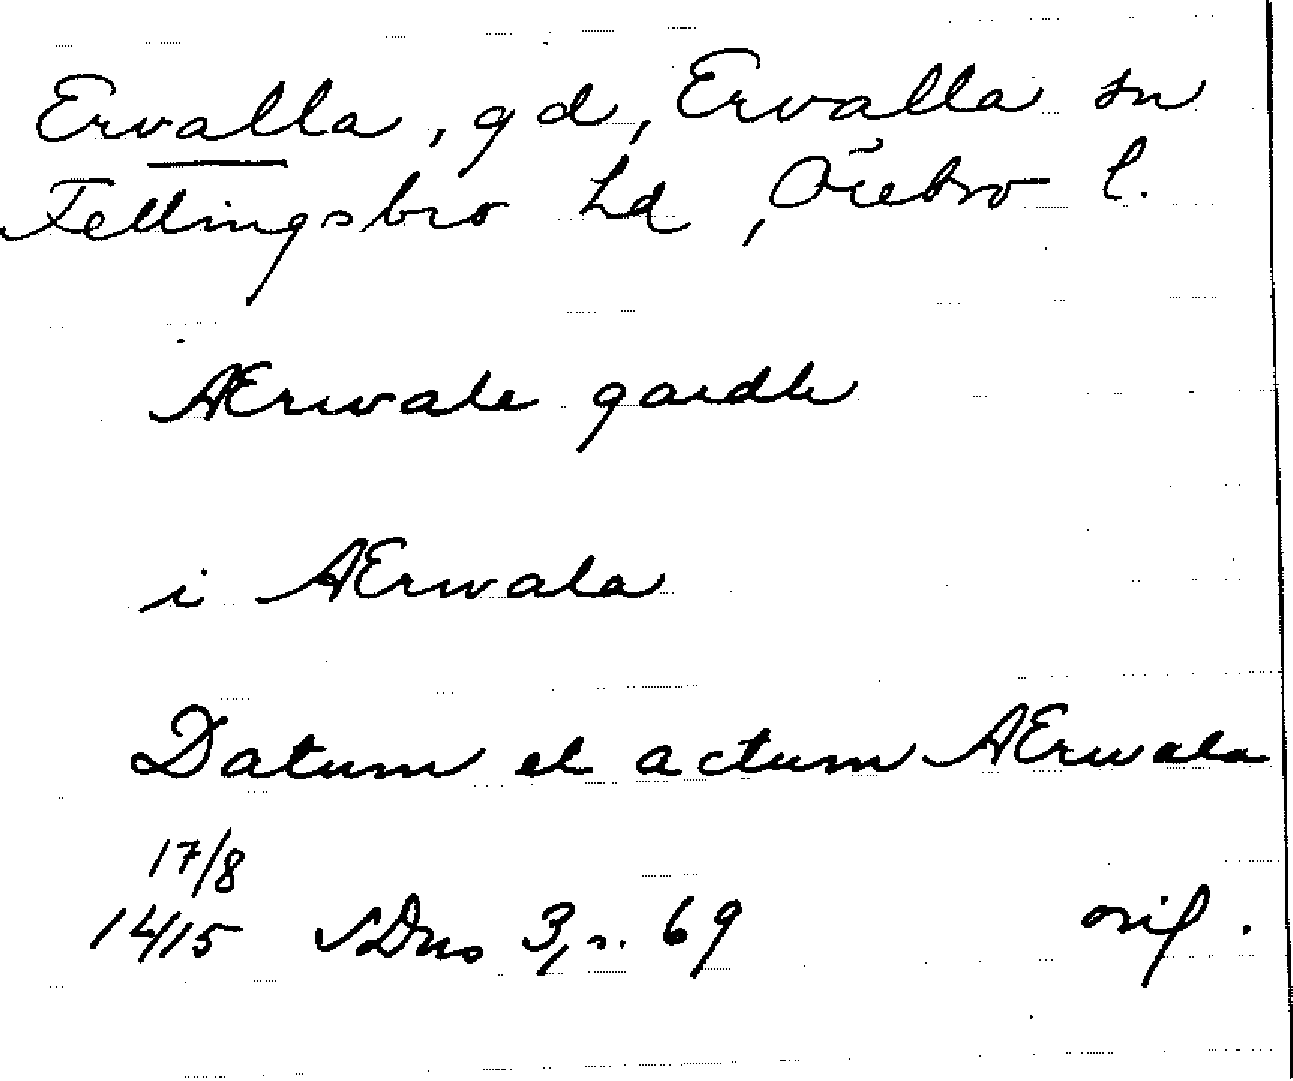 Ervalla, gd, Ervalla sn
Fellingsbro hd, Örebro l.
AErwale gardh
i AErwala
Datum et actum AErwala
17/8
1415 SDns 3, s. 69 orig.